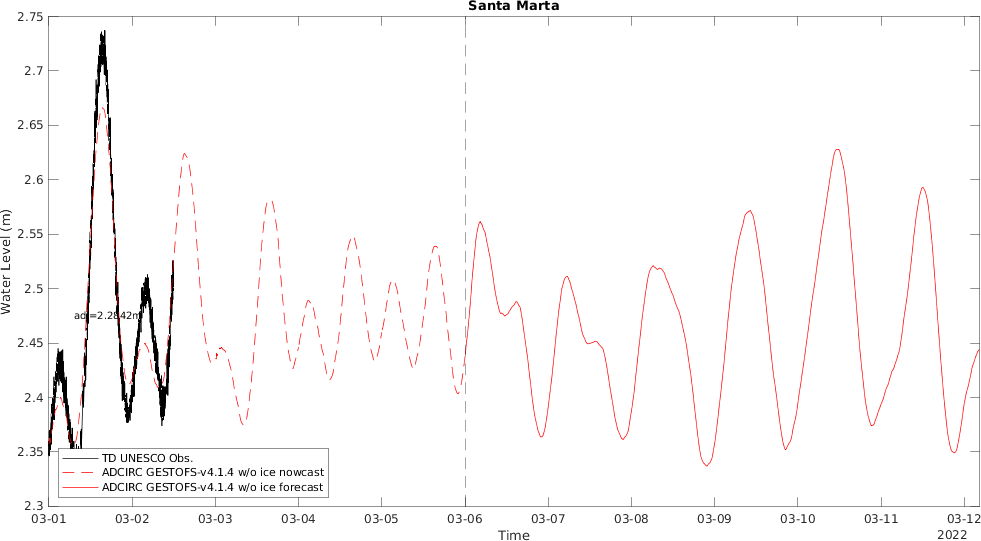 Santa Marta
2.75
2.7
2.65
2.6
2.55
2.5
2.45
2.4
2.35
2.3
Water Level (m)
adj=2.2842m
TD UNESCO Obs.
ADCIRC GESTOFS-v4.1.4 w/o ice nowcast
ADCIRC GESTOFS-v4.1.4 w/o ice forecast
03-01 03-02 03-03 03-04 03-05 03-06 03-07 03-08 03-09 03-10 03-11 03-12
Time
2022